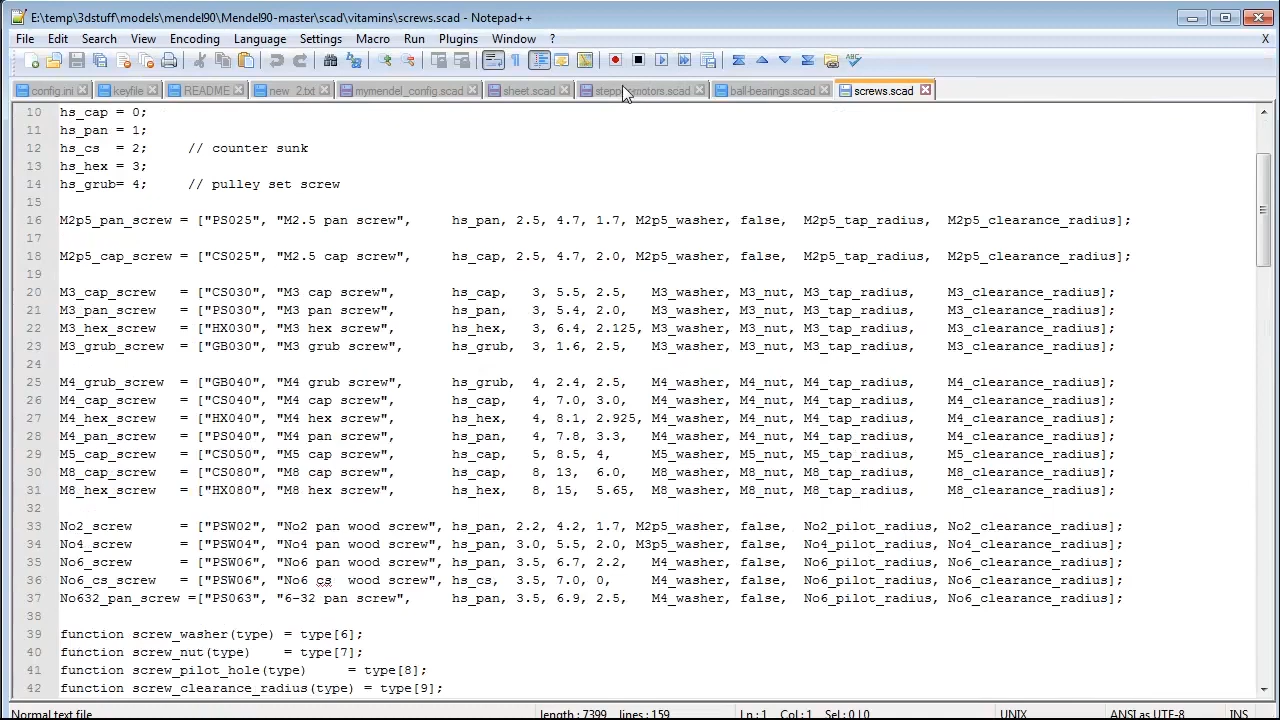 E:\temp\3dstuff\models\mendel90\Mendel90-master\scad\vitamins\screws.scad - Notepad++
File Edit Search View Encoding Language Settings Macro Run Plugins Window ? X
config.ini keyfile README new 2.txt mymendel_config.scad sheet.scad motors.scad ball-bearings.scad screws.scad
10 hs_cap = 0;
11 hs_pan = 1;
12 hs_cs  = 2;     // counter sunk
13 hs_hex = 3;
14 hs_grub= 4;     // pulley set screw
15
16 M2p5_pan_screw = ["PS025", "M2.5 pan screw",     hs_pan, 2.5, 4.7, 1.7, M2p5_washer, false,  M2p5_tap_radius,  M2p5_clearance_radius];
17
18 M2p5_cap_screw = ["CS025", "M2.5 cap screw",     hs_cap, 2.5, 4.7, 2.0, M2p5_washer, false,  M2p5_tap_radius,  M2p5_clearance_radius];
19
20 M3_cap_screw   = ["CS030", "M3 cap screw",       hs_cap,   3, 5.5, 2.5,   M3_washer, M3_nut, M3_tap_radius,    M3_clearance_radius];
21 M3_pan_screw   = ["PS030", "M3 pan screw",       hs_pan,   3, 5.4, 2.0,   M3_washer, M3_nut, M3_tap_radius,    M3_clearance_radius];
22 M3_hex_screw   = ["HX030", "M3 hex screw",       hs_hex,   3, 6.4, 2.125, M3_washer, M3_nut, M3_tap_radius,    M3_clearance_radius];
23 M3_grub_screw  = ["GB030", "M3 grub screw",      hs_grub,  3, 1.6, 2.5,   M3_washer, M3_nut, M3_tap_radius,    M3_clearance_radius];
24
25 M4_grub_screw  = ["GB040", "M4 grub screw",      hs_grub,  4, 2.4, 2.5,   M4_washer, M4_nut, M4_tap_radius,    M4_clearance_radius];
26 M4_cap_screw   = ["CS040", "M4 cap screw",       hs_cap,   4, 7.0, 3.0,   M4_washer, M4_nut, M4_tap_radius,    M4_clearance_radius];
27 M4_hex_screw   = ["HX040", "M4 hex screw",       hs_hex,   4, 8.1, 2.925, M4_washer, M4_nut, M4_tap_radius,    M4_clearance_radius];
28 M4_pan_screw   = ["PS040", "M4 pan screw",       hs_pan,   4, 7.8, 3.3,   M4_washer, M4_nut, M4_tap_radius,    M4_clearance_radius];
29 M5_cap_screw   = ["CS050", "M5 cap screw",       hs_cap,   5, 8.5, 4,     M5_washer, M5_nut, M5_tap_radius,    M5_clearance_radius];
30 M8_cap_screw   = ["CS080", "M8 cap screw",       hs_cap,   8, 13,  6.0,   M8_washer, M8_nut, M8_tap_radius,    M8_clearance_radius];
31 M8_hex_screw   = ["HX080", "M8 hex screw",       hs_hex,   8, 15,  5.65,  M8_washer, M8_nut, M8_tap_radius,    M8_clearance_radius];
32
33 No2_screw      = ["PSW02", "No2 pan wood screw", hs_pan, 2.2, 4.2, 1.7, M2p5_washer, false,  No2_pilot_radius, No2_clearance_radius];
34 No4_screw      = ["PSW04", "No4 pan wood screw", hs_pan, 3.0, 5.5, 2.0, M3p5_washer, false,  No4_pilot_radius, No4_clearance_radius];
35 No6_screw      = ["PSW06", "No6 pan wood screw", hs_pan, 3.5, 6.7, 2.2,   M4_washer, false,  No6_pilot_radius, No6_clearance_radius];
36 No6_cs_screw   = ["PSW06", "No6 cs  wood screw", hs_cs,  3.5, 7.0, 0,     M4_washer, false,  No6_pilot_radius, No6_clearance_radius];
37 No632_pan_screw =["PS063", "6-32 pan screw",     hs_pan, 3.5, 6.9, 2.5,   M4_washer, false,  No6_pilot_radius, No6_clearance_radius];
38
39 function screw_washer(type) = type[6];
40 function screw_nut(type)    = type[7];
41 function screw_pilot_hole(type)     = type[8];
42 function screw_clearance_radius(type) = type[9];
Normal text file length : 7399 lines : 159 Ln : 1 Col : 1 Sel : 0 | 0 UNIX ANSI as UTF-8 INS